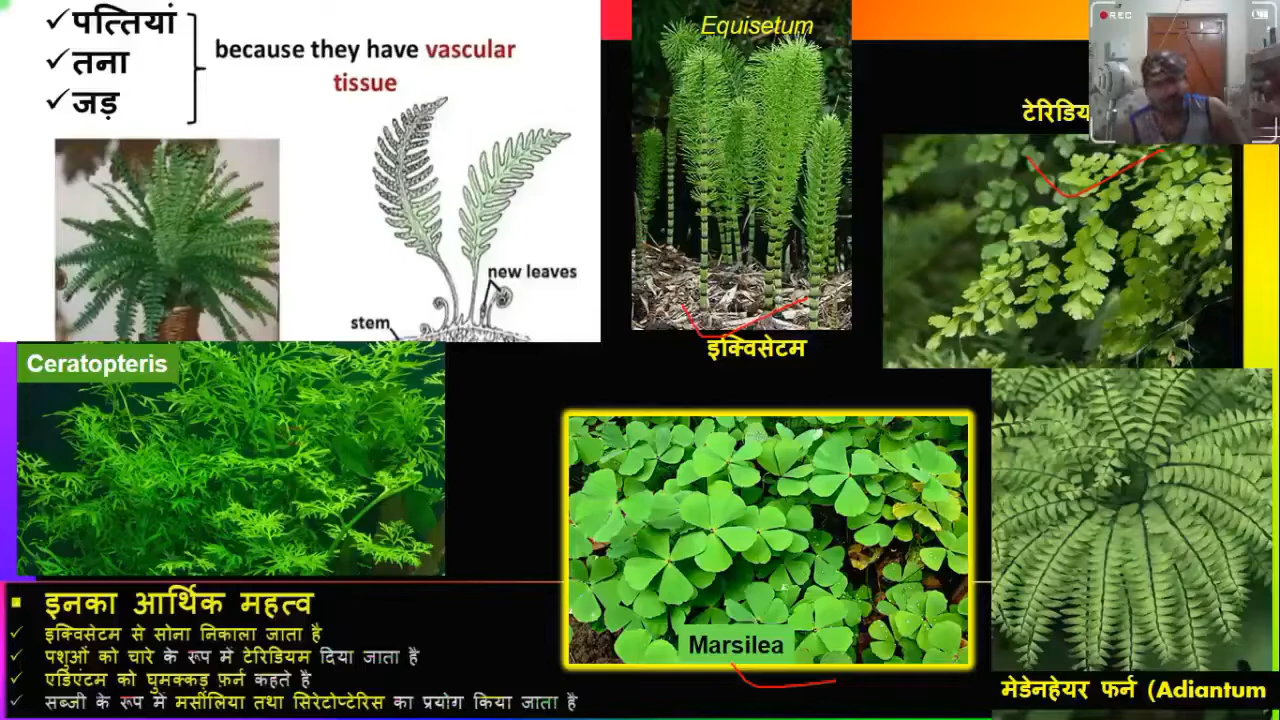 ✓पत्तियां
✓तना
✓जड़
because they have vascular
tissue
new leaves
stem
Equisetum
इक्विसेटम
REC
Ceratopteris
Marsilea
मेडेनहेयर फर्न (Adiantum
▪ इनका आर्थिक महत्व
✓ इक्विसेटम से सोना निकाला जाता है
✓ पशुओं को चारे के रूप में टेरिडियम दिया जाता है
✓ एडिएंटम को घुमक्कड़ फ़र्न कहते है
✓ सब्जी के रूप में मर्सीलिया तथा सिरेटोप्टेरिस का प्रयोग किया जाता है